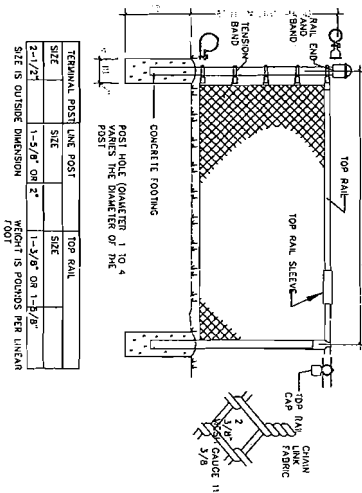 RAIL END
BAND
TENSION
BAND
TOP RAIL
TOP RAIL SLEEVE
TOP RAIL
CAP
CHAIN
LINK
FABRIC
2
3/8"
GAUGE 11
3/8
CONCRETE FOOTING
POST HOLE (DIAMETER 1 TO 4
VARIES THE DIAMETER OF THE
POST
TERMINAL POST LINE POST TOP RAIL
SIZE SIZE SIZE
2-1/2" 1-5/8" OR 2" 1-3/8" OR 1-5/8"
SIZE IS OUTSIDE DIMENSION WEIGHT IS POUNDS PER LINEAR
FOOT